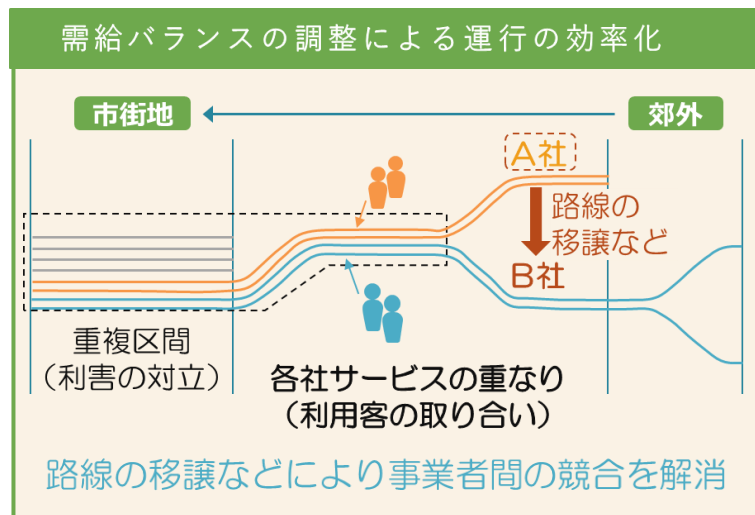 需給バランスの調整による運行の効率化
市街地
郊外
A社
路線の
移譲など
B社
重複区間
（利害の対立）
各社サービスの重なり
（利用客の取り合い）
路線の移譲などにより事業者間の競合を解消